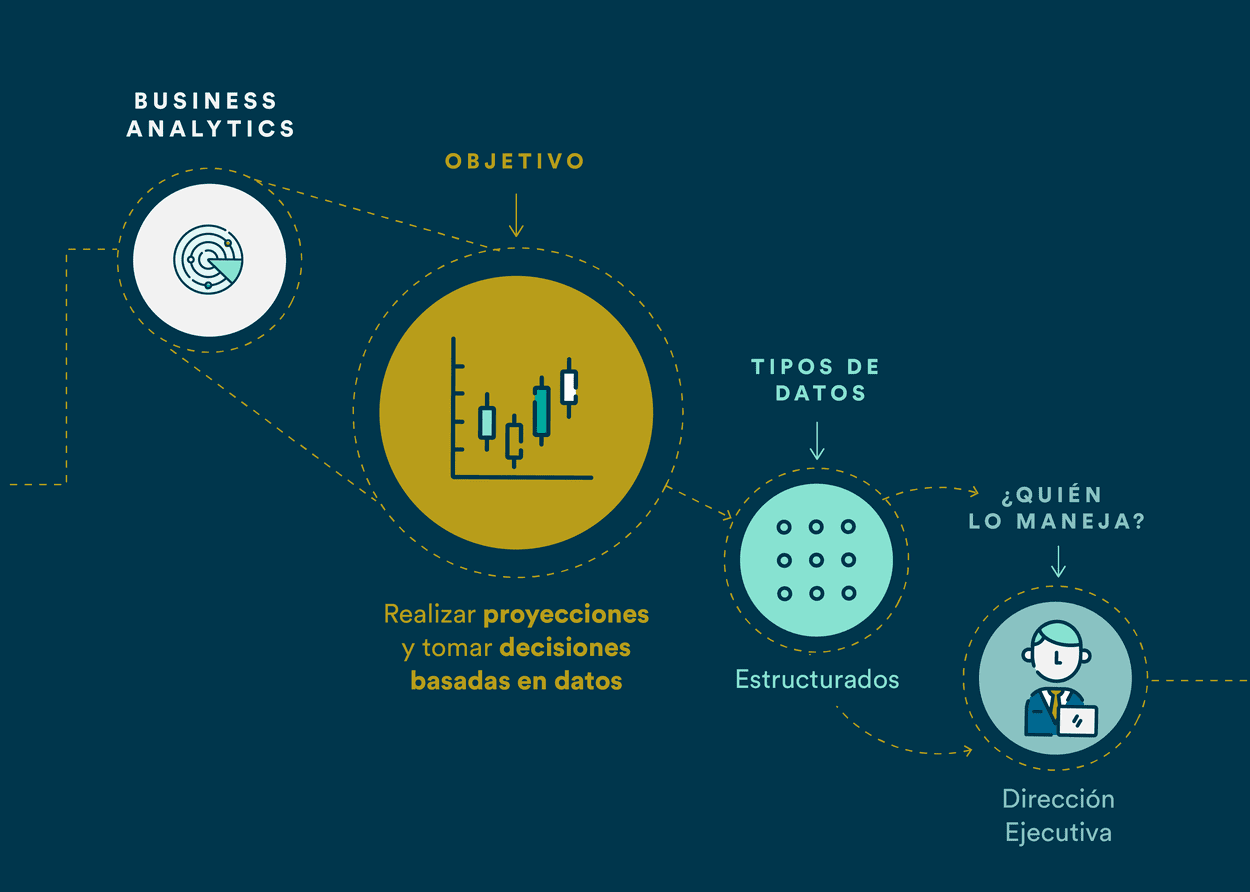 BUSINESS
ANALYTICS
OBJETIVO
Realizar proyecciones
y tomar decisiones
basadas en datos
TIPOS DE
DATOS
Estructurados
¿QUIÉN
LO MANEJA?
Dirección
Ejecutiva